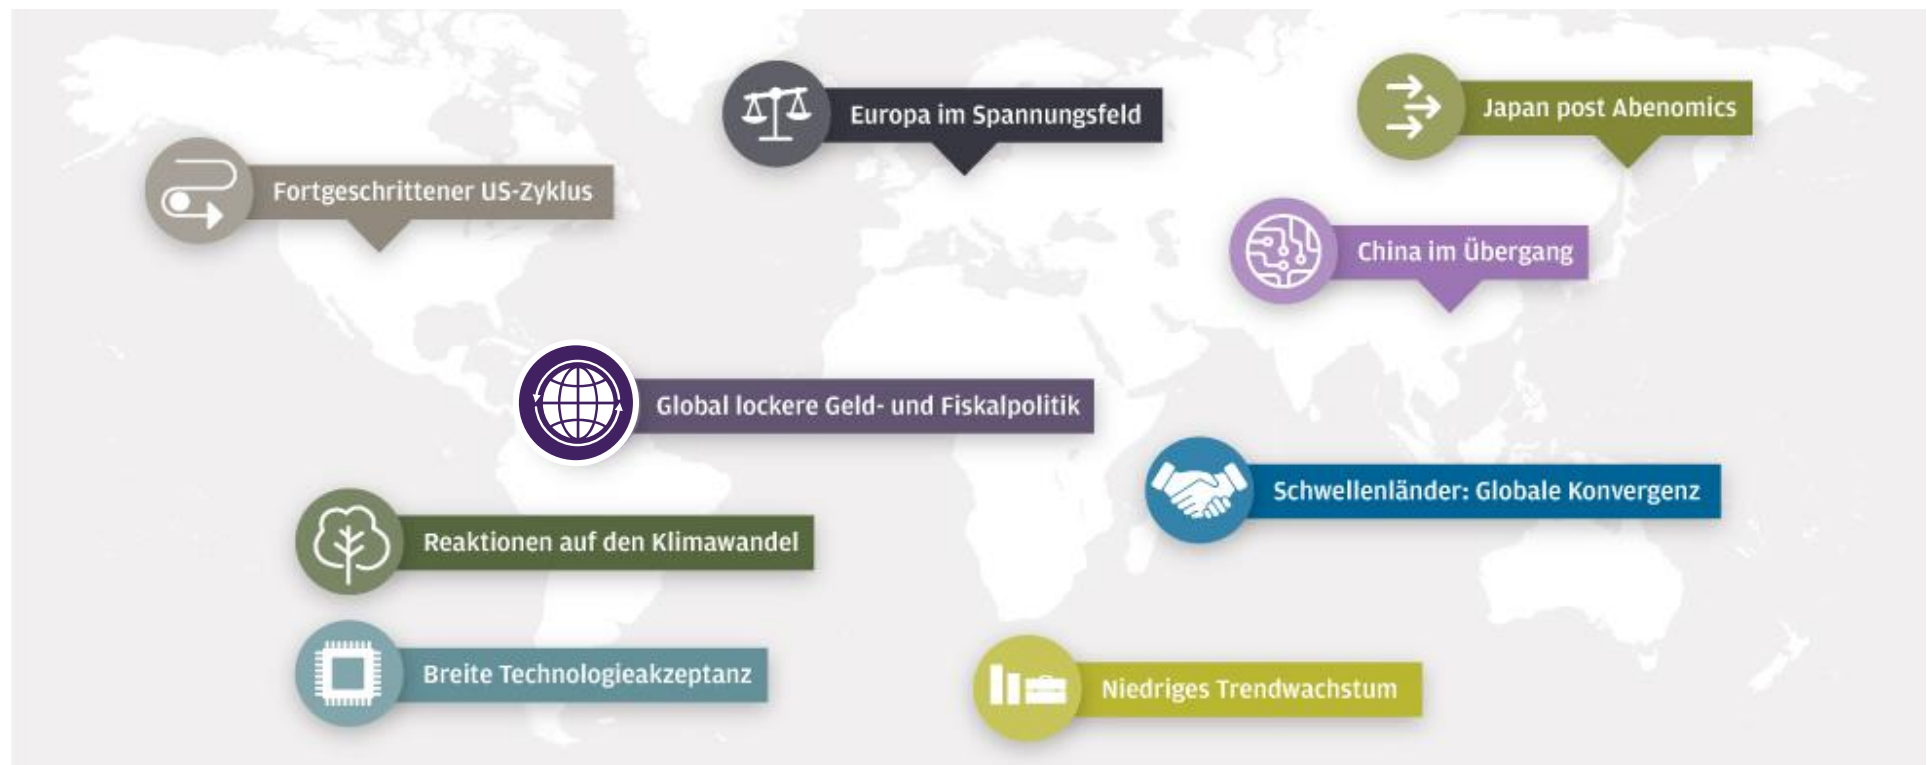 Europa im Spannungsfeld
Japan post Abenomics
Fortgeschrittener US-Zyklus
China im Übergang
Global lockere Geld- und Fiskalpolitik
Schwellenländer: Globale Konvergenz
Reaktionen auf den Klimawandel
Breite Technologieakzeptanz
Niedriges Trendwachstum